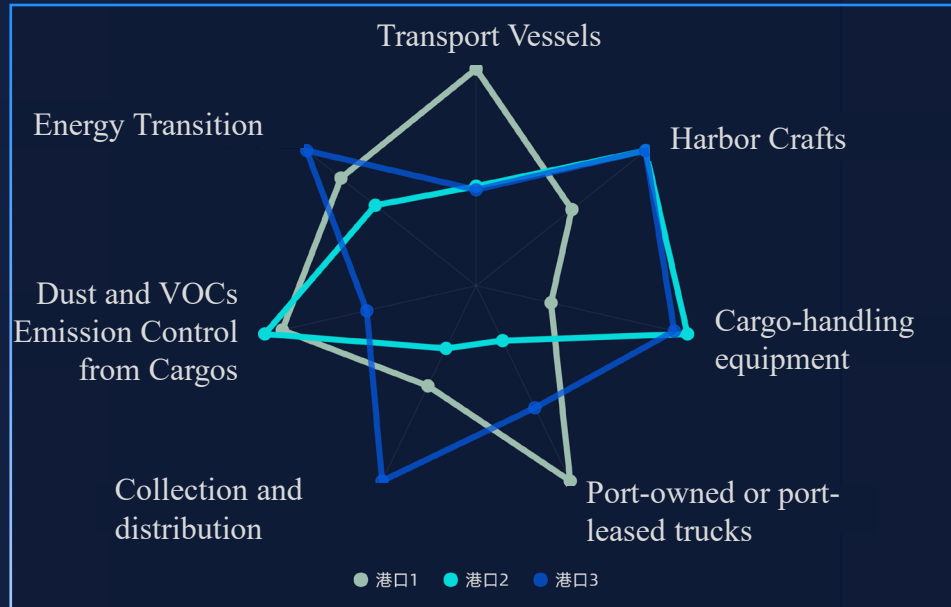 Transport Vessels
Energy Transition
Harbor Crafts
Dust and VOCs
Emission Control
from Cargos
Cargo-handling
equipment
Collection and
distribution
Port-owned or port-
leased trucks
港口1 港口2 港口3